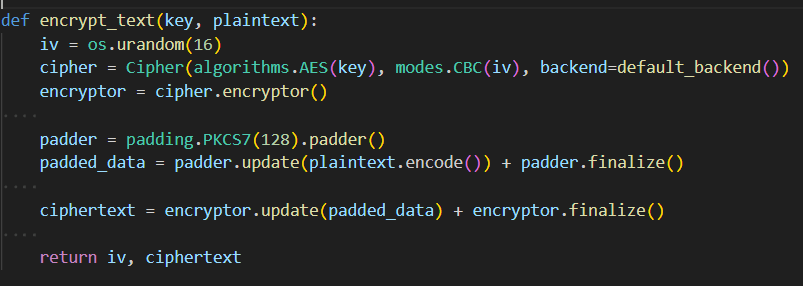 def encrypt_text(key, plaintext):
    iv = os.urandom(16)
    cipher = Cipher(algorithms.AES(key), modes.CBC(iv), backend=default_backend())
    encryptor = cipher.encryptor()

    padder = padding.PKCS7(128).padder()
    padded_data = padder.update(plaintext.encode()) + padder.finalize()

    ciphertext = encryptor.update(padded_data) + encryptor.finalize()

    return iv, ciphertext